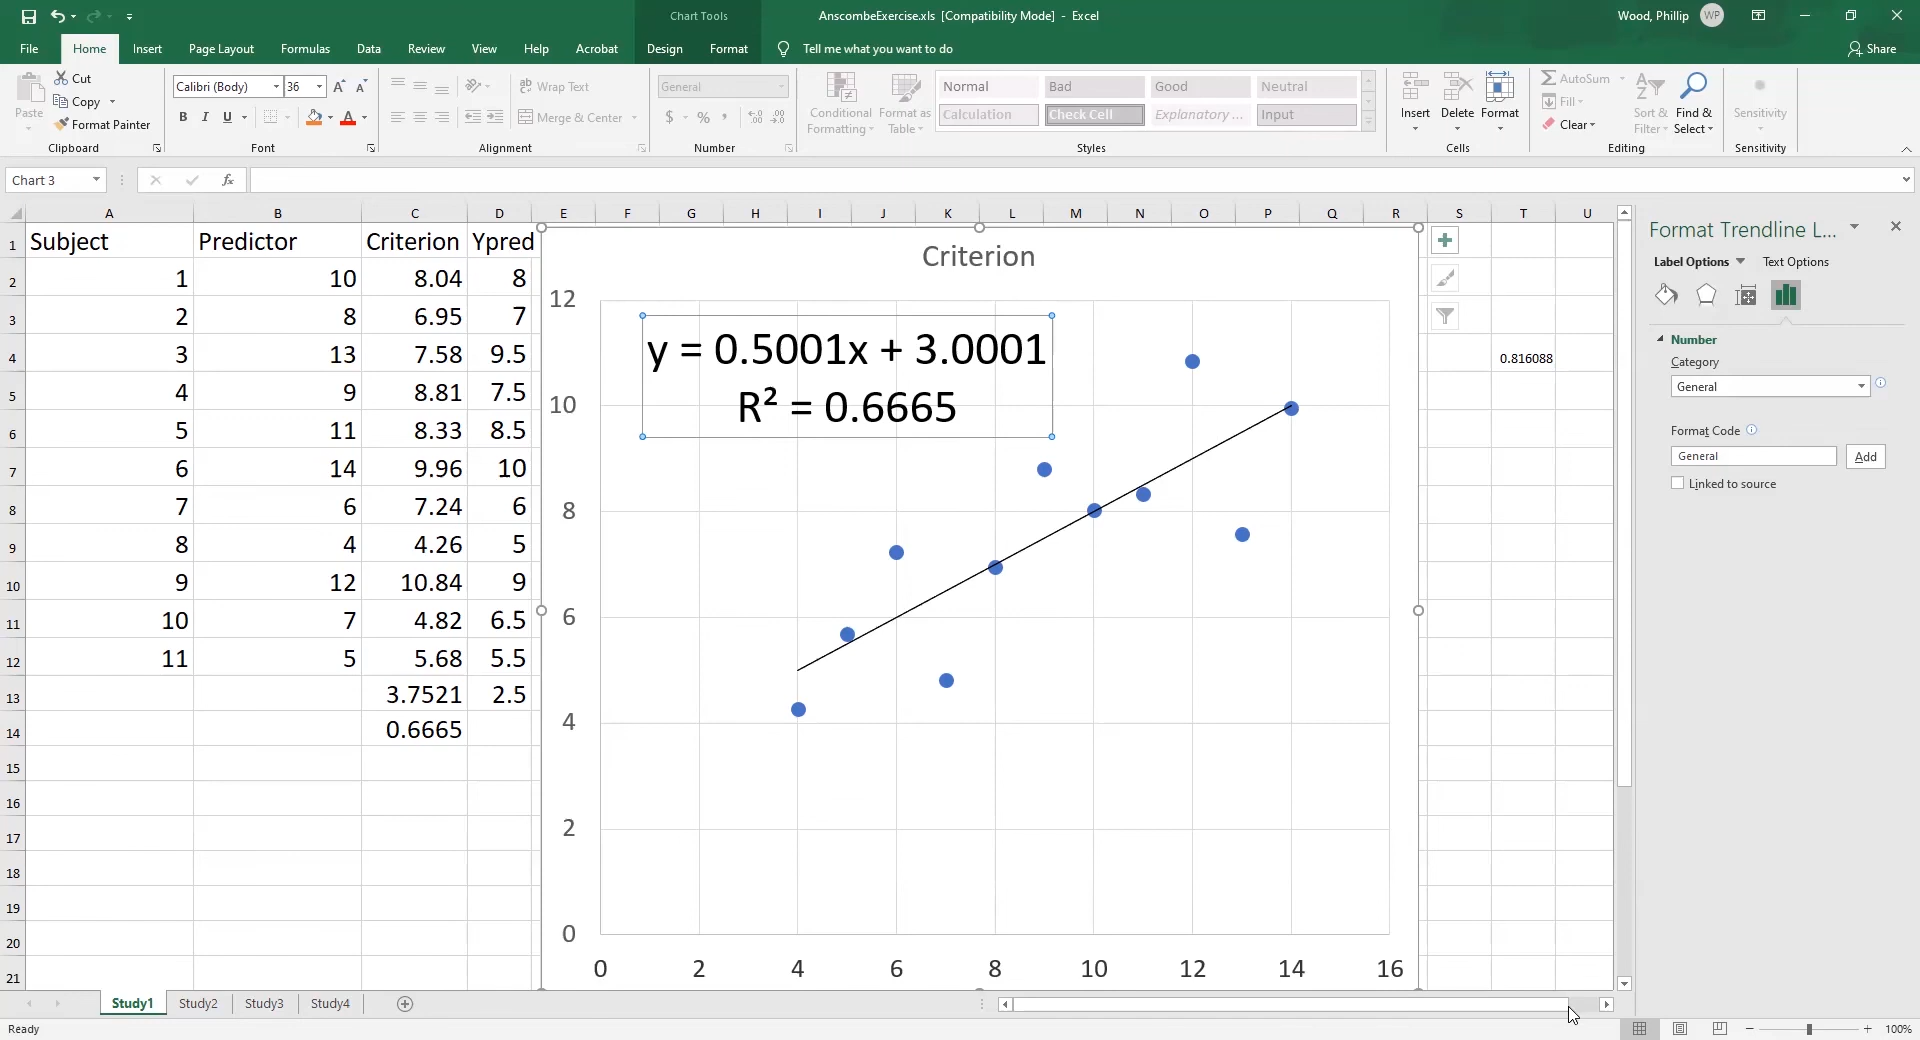 Chart Tools
AnscombeExercise.xls [Compatibility Mode] - Excel
Wood, Phillip WP
File Home Insert Page Layout Formulas Data Review View Help Acrobat Design Format Tell me what you want to do Share
Paste
Cut
Copy
Format Painter
Clipboard
Calibri (Body) 36
B I U
Font
Wrap Text
Merge & Center
Alignment
General
$ % ,
Number
Conditional Formatting
Format as Table
Normal Bad Good Neutral
Calculation Check Cell Explanatory ... Input
Styles
Insert Delete Format
Cells
AutoSum
Fill
Clear
Sort & Filter
Find & Select
Editing
Sensitivity
Sensitivity
Chart 3
fx
A B C D E F G H I J K L M N O P Q R S T U
1 Subject Predictor Criterion Ypred
2 1 10 8.04 8
3 2 8 6.95 7
4 3 13 7.58 9.5 0.816088
5 4 9 8.81 7.5
6 5 11 8.33 8.5
7 6 14 9.96 10
8 7 6 7.24 6
9 8 4 4.26 5
10 9 12 10.84 9
11 10 7 4.82 6.5
12 11 5 5.68 5.5
13 3.7521 2.5
14 0.6665
15
16
17
18
19
20
21
Criterion
y = 0.5001x + 3.0001
R² = 0.6665
12
10
8
6
4
2
0
0 2 4 6 8 10 12 14 16
Format Trendline L...
Label Options Text Options
Number
Category
General
Format Code
General Add
Linked to source
Study1 Study2 Study3 Study4
Ready
100%